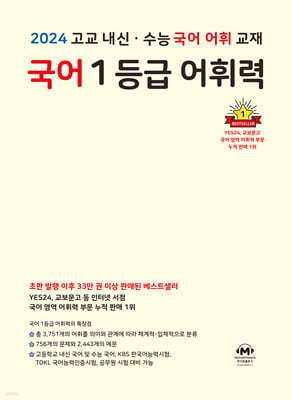 2024 고교 내신 · 수능 국어 어휘 교재
국어 1등급 어휘력
1
BESTSELLER
YES24, 교보문고
국어 영역 어휘력 부문
누적 판매 1위
초판 발행 이후 33만 권 이상 판매된 베스트셀러
YES24, 교보문고 등 인터넷 서점
국어 영역 어휘력 부문 누적 판매 1위
국어 1등급 어휘력의 특장점
총 3,751개의 어휘를 의미와 관계에 따라 체계적·입체적으로 분류
756개의 문제와 2,443개의 예문
고등학교 내신 국어 및 수능 국어, KBS 한국어능력시험,
TOKL 국어능력인증시험, 공무원 시험 대비 가능
M